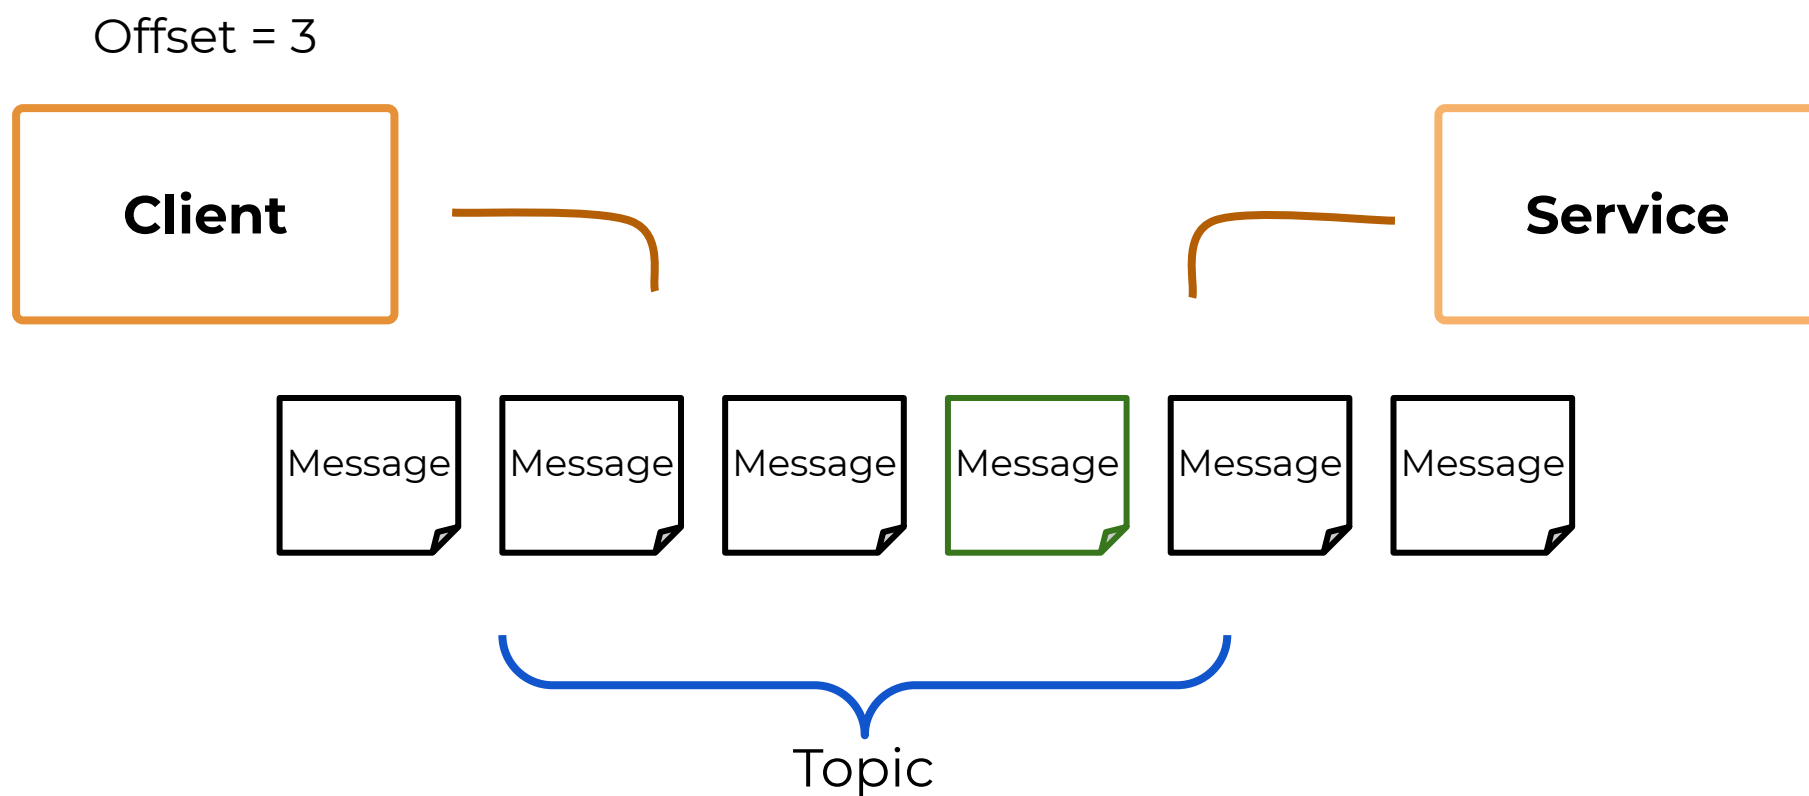 Offset = 3
Client
Service
Message
Message
Message
Message
Message
Message
Topic